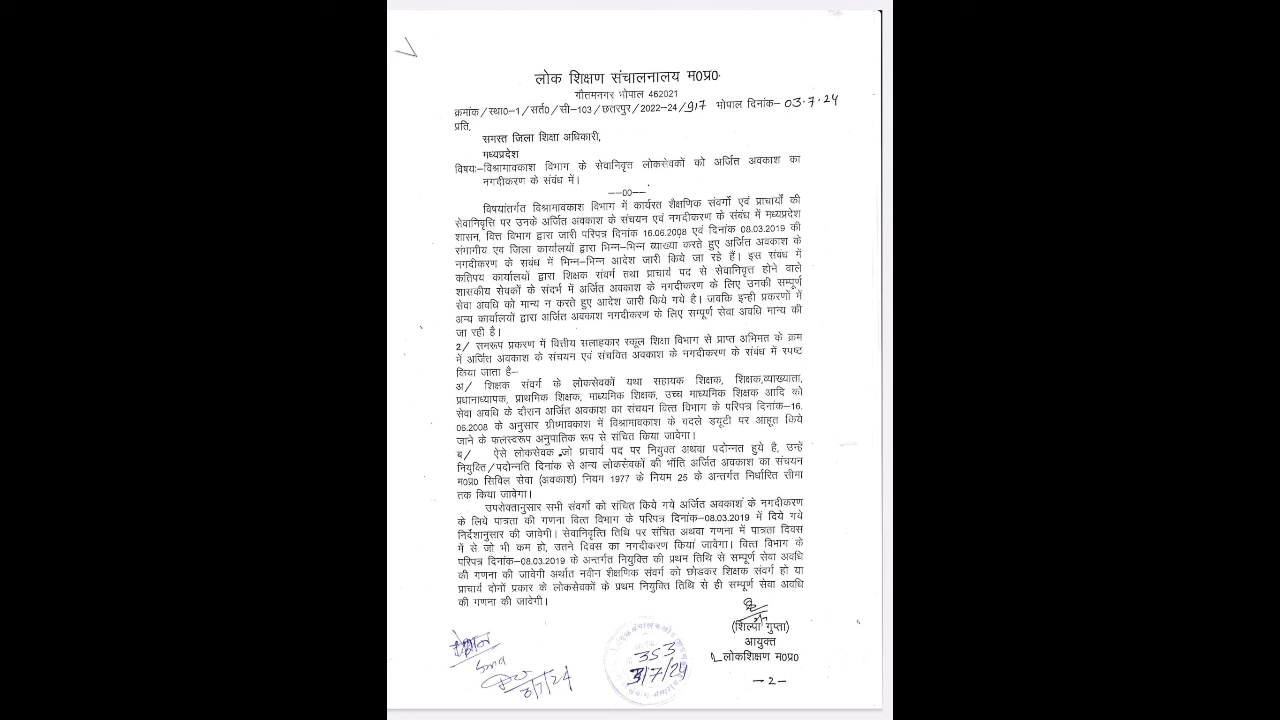 लोक शिक्षण संचालनालय म0प्र0
गौतमनगर भोपाल 462021
क्रमांक/स्था0–1/सर्त0/सी–103/छतरपुर/2022–24/917 भोपाल दिनांक– 03.7.24
प्रति,
समस्त जिला शिक्षा अधिकारी,
मध्यप्रदेश
विषयः–विश्रामावकाश विभाग के सेवानिवृत्त लोकसेवकों को अर्जित अवकाश का
नगदीकरण के संबंध में।
—00—
विषयांतर्गत विश्रामावकाश विभाग में कार्यरत शैक्षणिक संवर्गों एवं प्राचार्यों की
सेवानिवृत्ति पर उनके अर्जित अवकाश के संचयन एवं नगदीकरण के संबंध में मध्यप्रदेश
शासन, वित्त विभाग द्वारा जारी परिपत्र दिनांक 16.06.2008 एवं दिनांक 08.03.2019 की
संभागीय एव जिला कार्यालयों द्वारा भिन्न–भिन्न व्याख्या करते हुए अर्जित अवकाश के
नगदीकरण के सबंध में भिन्न–भिन्न आदेश जारी किये जा रहे हैं। इस संबंध में
कतिपय कार्यालयों द्वारा शिक्षक संवर्ग तथा प्राचार्य पद से सेवानिवृत्त होने वाले
शासकीय सेवकों के संदर्भ में अर्जित अवकाश के नगदीकरण के लिए उनकी सम्पूर्ण
सेवा अवधि को मान्य न करते हुए आदेश जारी किये गये है। जबकि इन्ही प्रकरणों में
अन्य कार्यालयों द्वारा अर्जित अवकाश नगदीकरण के लिए सम्पूर्ण सेवा अवधि मान्य की
जा रही है।
2/ समरूप प्रकरण में वित्तीय सलाहकार स्कूल शिक्षा विभाग से प्राप्त अभिमत के क्रम
में अर्जित अवकाश के संचयन एवं संचवित अवकाश के नगदीकरण के संबंध में स्पष्ट
किया जाता है–
अ/ शिक्षक संवर्ग के लोकसेवकों यथा सहायक शिक्षक, शिक्षक,व्याख्याता,
प्रधानाध्यापक, प्राथमिक शिक्षक, माध्यमिक शिक्षक, उच्च माध्यमिक शिक्षक आदि को
सेवा अवधि के दौरान अर्जित अवकाश का संचयन वित्त विभाग के परिपत्र दिनांक–16.
06.2008 के अनुसार ग्रीष्मावकाश में विश्रामावकाश के बदले डयूटी पर आहूत किये
जाने के फलस्वरूप अनुपातिक रूप से संचित किया जावेगा।
ब/ ऐसे लोकसेवक जो प्राचार्य पद पर नियुक्त अथवा पदोन्नत हुये है, उन्हें
नियुक्ति/पदोन्नति दिनांक से अन्य लोकसेवकों की भाँति अर्जित अवकाश का संचयन
म0प्र0 सिविल सेवा (अवकाश) नियम 1977 के नियम 25 के अन्तर्गत निर्धारित सीमा
तक किया जावेगा।
उपरोक्तानुसार सभी संवर्गो को संचित किये गये अर्जित अवकाश के नगदीकरण
के लिये पात्रता की गणना वित्त विभाग के परिपत्र दिनांक–08.03.2019 में दिये गये
निर्देशानुसार की जावेगी। सेवानिवृत्ति तिथि पर संचित अथवा गणना में पात्रता दिवस
में से जो भी कम हो, उतने दिवस का नगदीकरण किया जावेगा। वित्त विभाग के
परिपत्र दिनांक–08.03.2019 के अन्तर्गत नियुक्ति की प्रथम तिथि से सम्पूर्ण सेवा अवधि
की गणना की जावेगी अर्थात नवीन शैक्षणिक संवर्ग को छोडकर शिक्षक संवर्ग हो या
प्राचार्य दोनों प्रकार के लोकसेवकों के प्रथम नियुक्ति तिथि से ही सम्पूर्ण सेवा अवधि
की गणना की जावेगी।
(शिल्पा गुप्ता)
आयुक्त
लोकशिक्षण म0प्र0
—2—
353
3/7/24
3/7/24